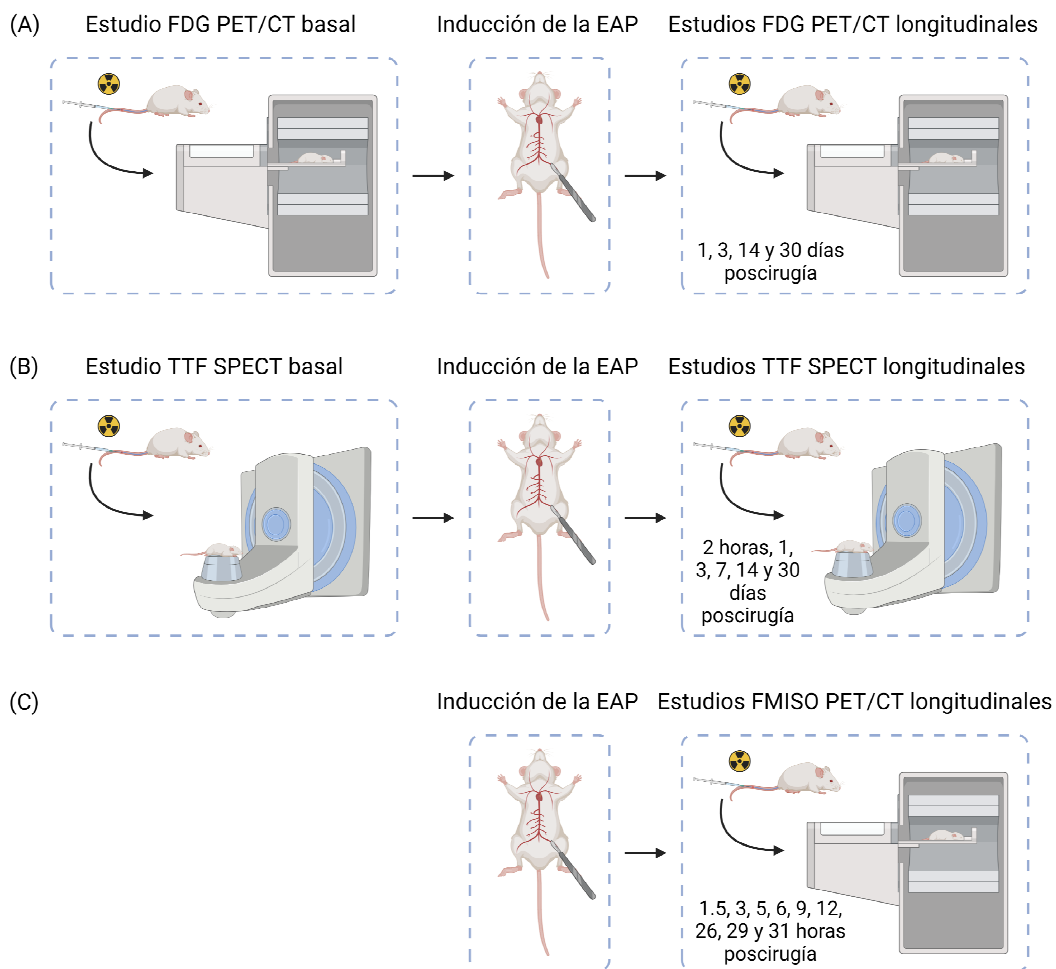 (A) Estudio FDG PET/CT basal Inducción de la EAP Estudios FDG PET/CT longitudinales
1, 3, 14 y 30 días
poscirugía
(B) Estudio TTF SPECT basal Inducción de la EAP Estudios TTF SPECT longitudinales
2 horas, 1,
3, 7, 14 y 30
días
poscirugía
(C) Inducción de la EAP Estudios FMISO PET/CT longitudinales
1.5, 3, 5, 6, 9, 12,
26, 29 y 31 horas
poscirugía